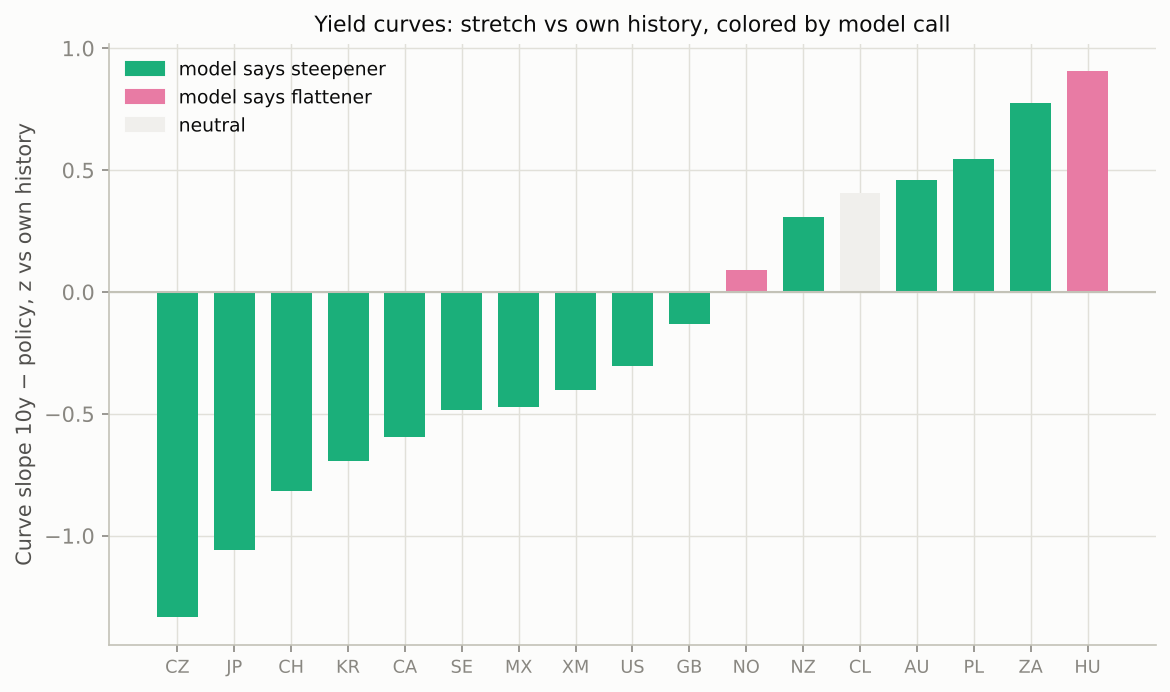 Yield curves: stretch vs own history, colored by model call
model says steepener
model says flattener
neutral
Curve slope 10y − policy, z vs own history
1.0
0.5
0.0
−0.5
−1.0
CZ JP CH KR CA SE MX XM US GB NO NZ CL AU PL ZA HU